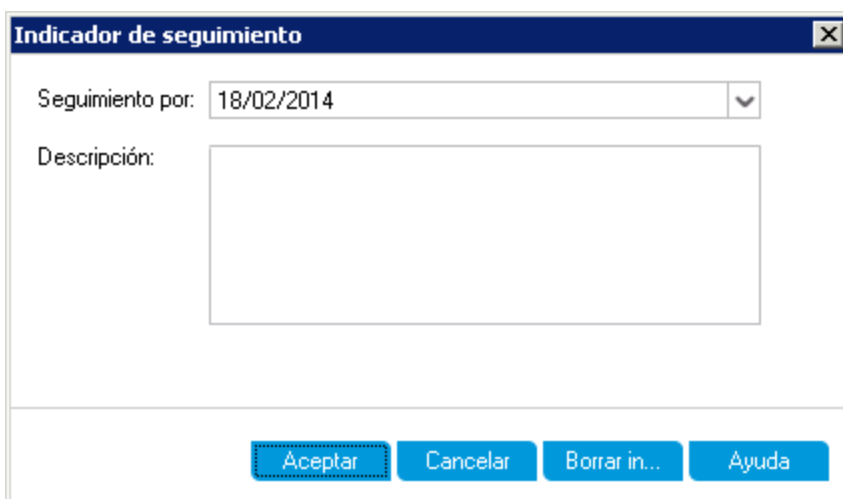 Indicador de seguimiento
Seguimiento por: 18/02/2014
Descripción:
Aceptar Cancelar Borrar in... Ayuda